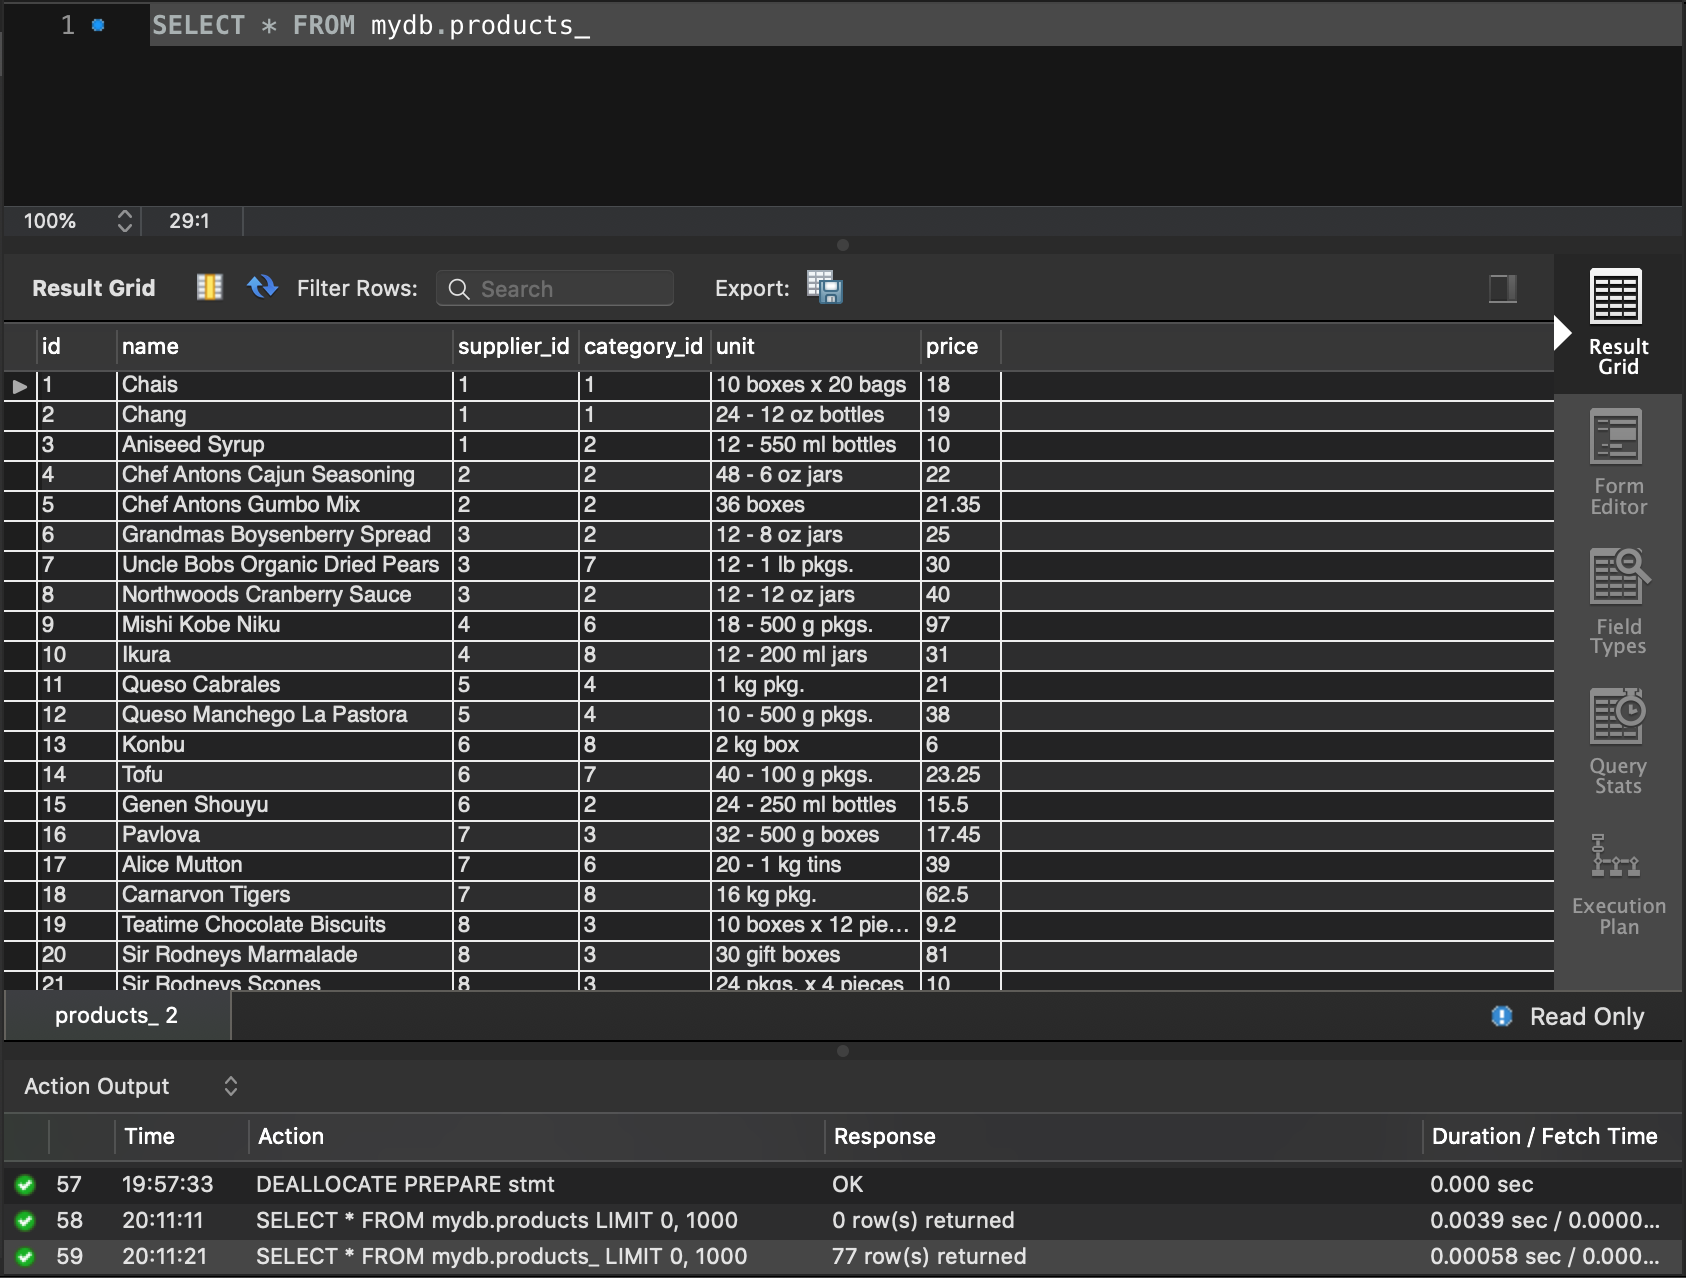 1 SELECT * FROM mydb.products_
100% 29:1
Result Grid Filter Rows: Search Export:
Result Grid
Form Editor
Field Types
Query Stats
Execution Plan
id name supplier_id category_id unit price
1 Chais 1 1 10 boxes x 20 bags 18
2 Chang 1 1 24 - 12 oz bottles 19
3 Aniseed Syrup 1 2 12 - 550 ml bottles 10
4 Chef Antons Cajun Seasoning 2 2 48 - 6 oz jars 22
5 Chef Antons Gumbo Mix 2 2 36 boxes 21.35
6 Grandmas Boysenberry Spread 3 2 12 - 8 oz jars 25
7 Uncle Bobs Organic Dried Pears 3 7 12 - 1 lb pkgs. 30
8 Northwoods Cranberry Sauce 3 2 12 - 12 oz jars 40
9 Mishi Kobe Niku 4 6 18 - 500 g pkgs. 97
10 Ikura 4 8 12 - 200 ml jars 31
11 Queso Cabrales 5 4 1 kg pkg. 21
12 Queso Manchego La Pastora 5 4 10 - 500 g pkgs. 38
13 Konbu 6 8 2 kg box 6
14 Tofu 6 7 40 - 100 g pkgs. 23.25
15 Genen Shouyu 6 2 24 - 250 ml bottles 15.5
16 Pavlova 7 3 32 - 500 g boxes 17.45
17 Alice Mutton 7 6 20 - 1 kg tins 39
18 Carnarvon Tigers 7 8 16 kg pkg. 62.5
19 Teatime Chocolate Biscuits 8 3 10 boxes x 12 pie... 9.2
20 Sir Rodneys Marmalade 8 3 30 gift boxes 81
21 Sir Rodneys Scones 8 3 24 pkgs. x 4 pieces 10
products_ 2 Read Only
Action Output
Time Action Response Duration / Fetch Time
57 19:57:33 DEALLOCATE PREPARE stmt OK 0.000 sec
58 20:11:11 SELECT * FROM mydb.products LIMIT 0, 1000 0 row(s) returned 0.0039 sec / 0.0000...
59 20:11:21 SELECT * FROM mydb.products_ LIMIT 0, 1000 77 row(s) returned 0.00058 sec / 0.000...